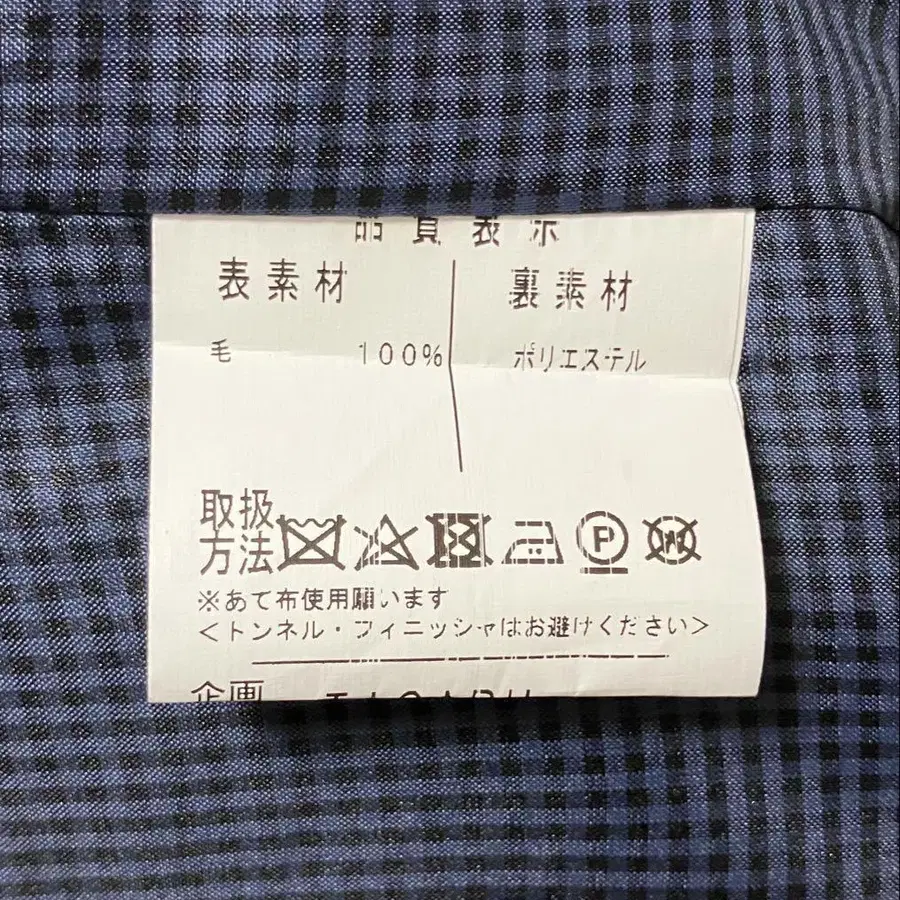 品質表示
表素材 裏素材
毛 100% ポリエステル
取扱
方法
P
W
※あて布使用願います
<トンネル・フィニッシャはお避けください>
企画